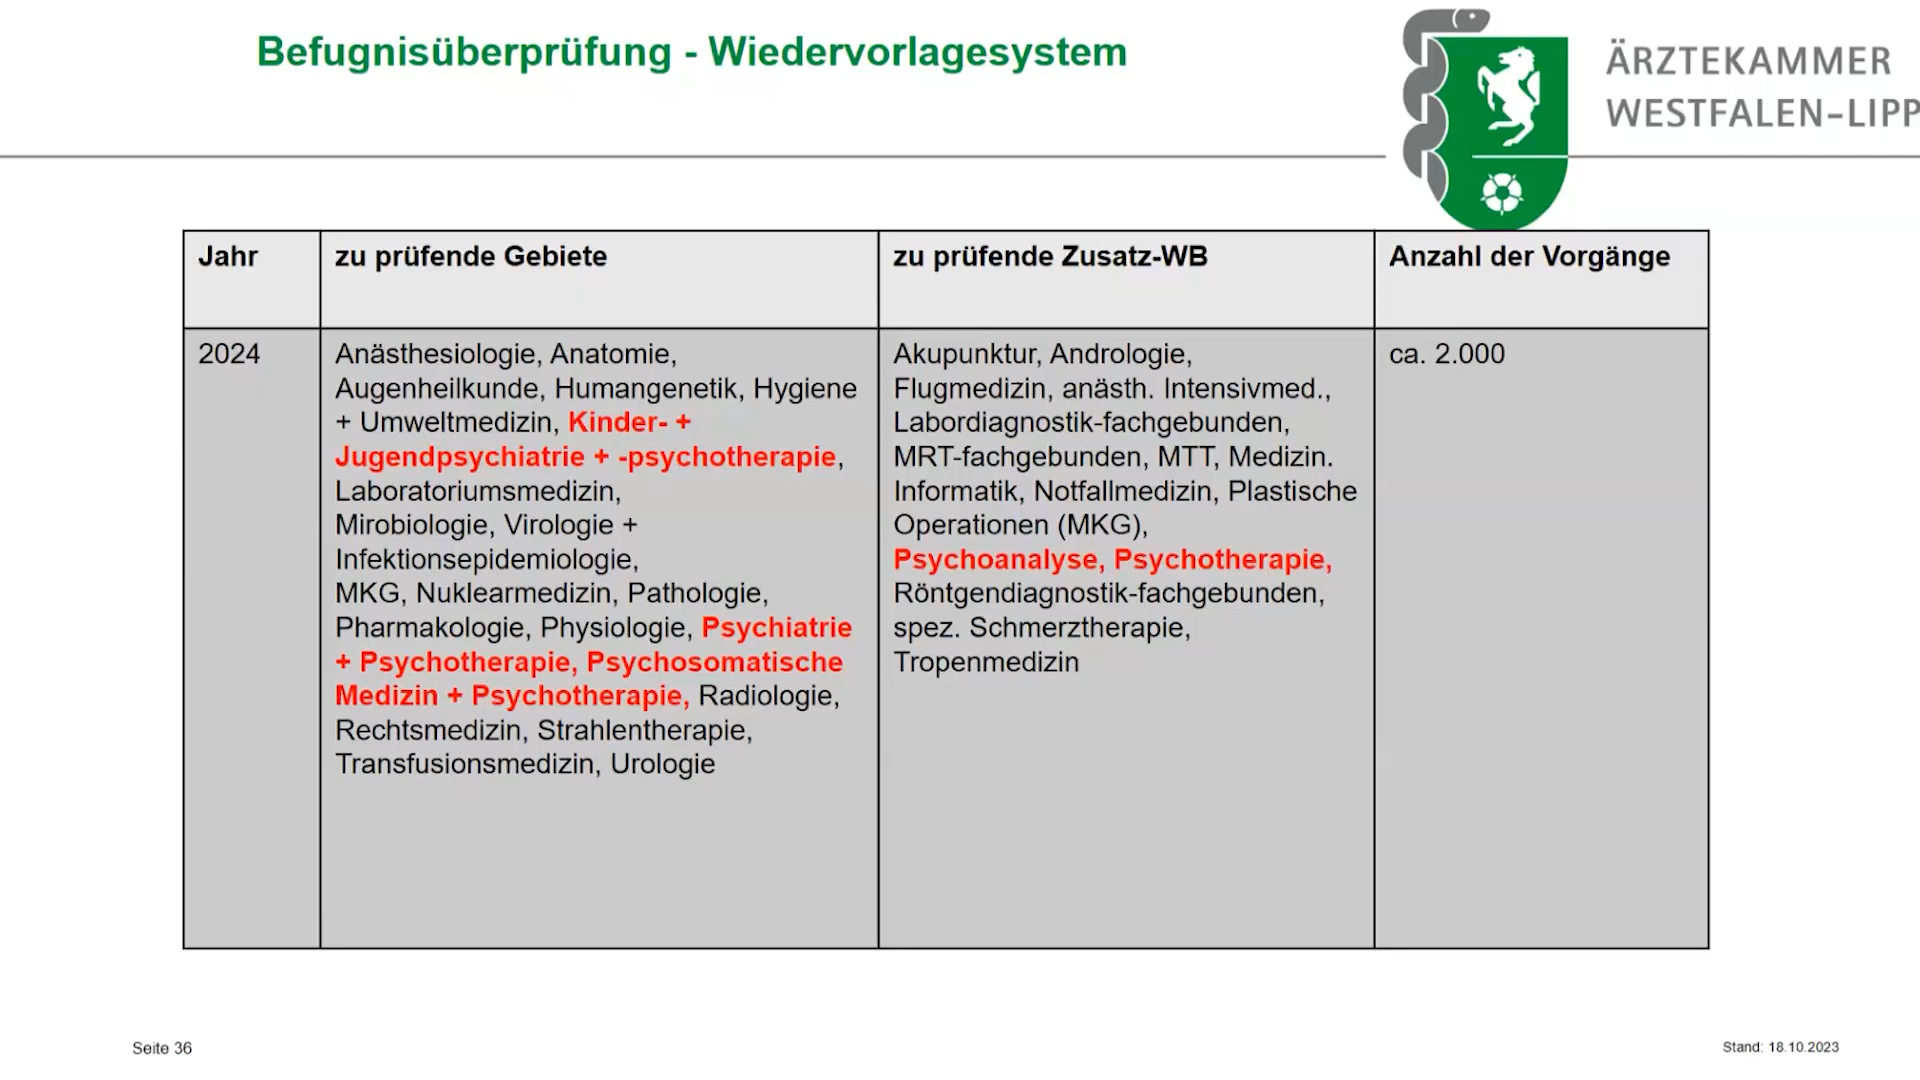 Befugnisüberprüfung - Wiedervorlagesystem
ÄRZTEKAMMER
WESTFALEN-LIPP
Jahr
zu prüfende Gebiete
zu prüfende Zusatz-WB
Anzahl der Vorgänge
2024
Anästhesiologie, Anatomie,
Augenheilkunde, Humangenetik, Hygiene
+ Umweltmedizin, Kinder- +
Jugendpsychiatrie + -psychotherapie,
Laboratoriumsmedizin,
Mirobiologie, Virologie +
Infektionsepidemiologie,
MKG, Nuklearmedizin, Pathologie,
Pharmakologie, Physiologie, Psychiatrie
+ Psychotherapie, Psychosomatische
Medizin + Psychotherapie, Radiologie,
Rechtsmedizin, Strahlentherapie,
Transfusionsmedizin, Urologie
Akupunktur, Andrologie,
Flugmedizin, anästh. Intensivmed.,
Labordiagnostik-fachgebunden,
MRT-fachgebunden, MTT, Medizin.
Informatik, Notfallmedizin, Plastische
Operationen (MKG),
Psychoanalyse, Psychotherapie,
Röntgendiagnostik-fachgebunden,
spez. Schmerztherapie,
Tropenmedizin
ca. 2.000
Seite 36
Stand: 18.10.2023